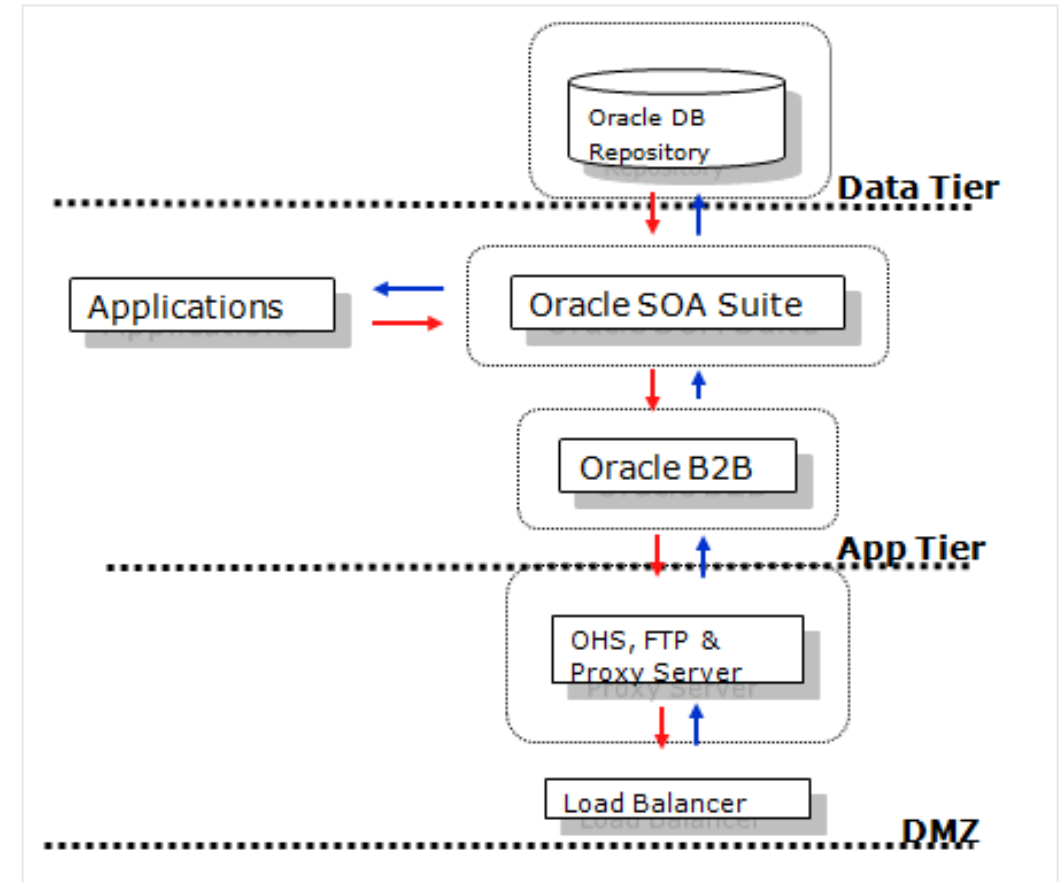 Oracle DB
Repository
Data Tier
Applications
Oracle SOA Suite
Oracle B2B
App Tier
OHS, FTP &
Proxy Server
Load Balancer
DMZ